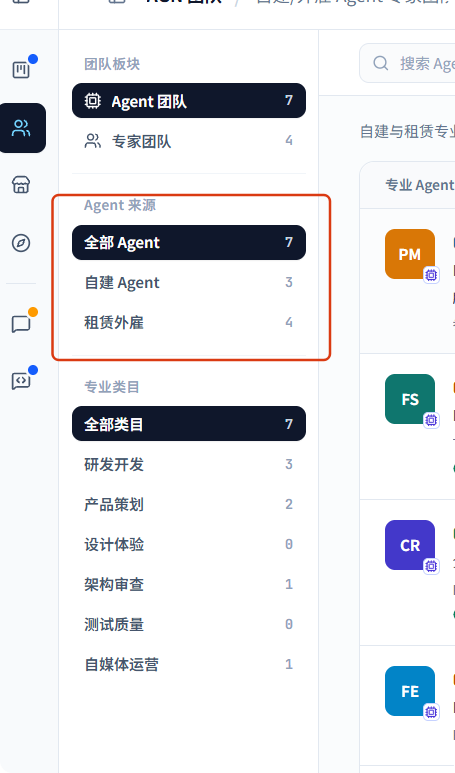 团队板块
Agent 团队 7
专家团队 4
Agent 来源
全部 Agent 7
自建 Agent 3
租赁外雇 4
专业类目
全部类目 7
研发开发 3
产品策划 2
设计体验 0
架构审查 1
测试质量 0
自媒体运营 1
搜索 Age
自建与租赁专业
专业 Agent
PM
FS
CR
FE